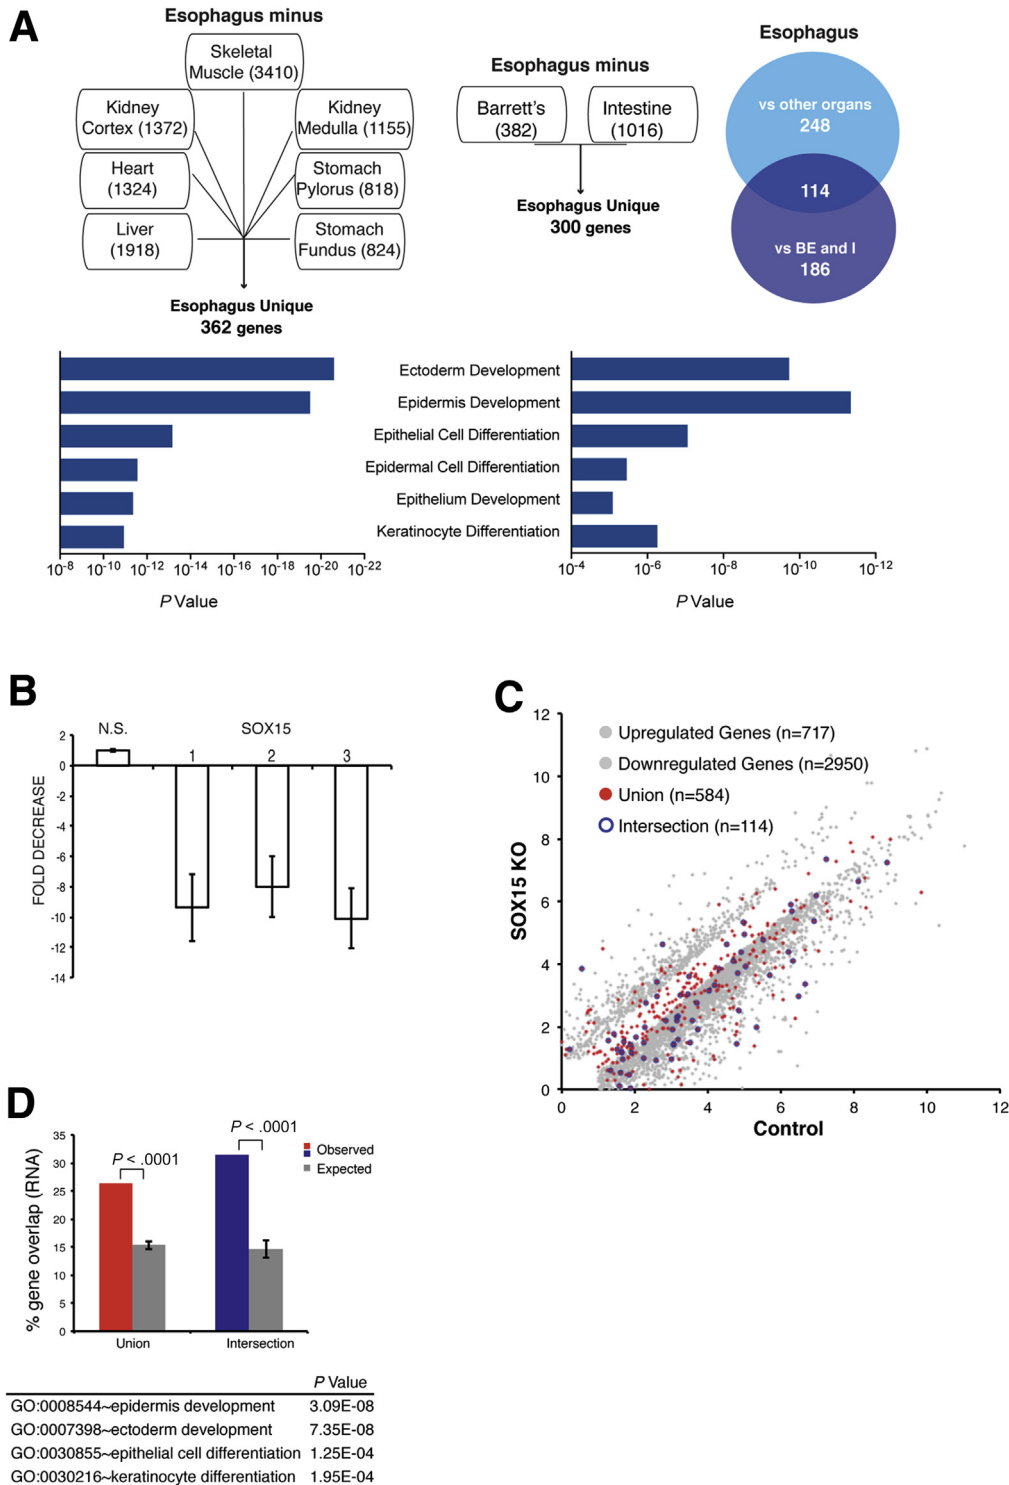 A
Esophagus minus
Skeletal
Muscle (3410)
Kidney
Cortex (1372)
Kidney
Medulla (1155)
Heart
(1324)
Stomach
Pylorus (818)
Liver
(1918)
Stomach
Fundus (824)
Esophagus Unique
362 genes
Esophagus minus
Barrett's
(382)
Intestine
(1016)
Esophagus Unique
300 genes
Esophagus
vs other organs
248
114
vs BE and I
186
Ectoderm Development
Epidermis Development
Epithelial Cell Differentiation
Epidermal Cell Differentiation
Epithelium Development
Keratinocyte Differentiation
10-8 10-10 10-12 10-14 10-16 10-18 10-20 10-22
P Value
10-4 10-6 10-8 10-10 10-12
P Value
B
N.S. SOX15
1 2 3
FOLD DECREASE
2
0
-2
-4
-6
-8
-10
-12
-14
C
Upregulated Genes (n=717)
Downregulated Genes (n=2950)
Union (n=584)
Intersection (n=114)
SOX15 KO
12
10
8
6
4
2
0
0 2 4 6 8 10 12
Control
D
% gene overlap (RNA)
35
30
25
20
15
10
5
0
P < .0001
P < .0001
Observed
Expected
Union Intersection
P Value
GO:0008544~epidermis development 3.09E-08
GO:0007398~ectoderm development 7.35E-08
GO:0030855~epithelial cell differentiation 1.25E-04
GO:0030216~keratinocyte differentiation 1.95E-04